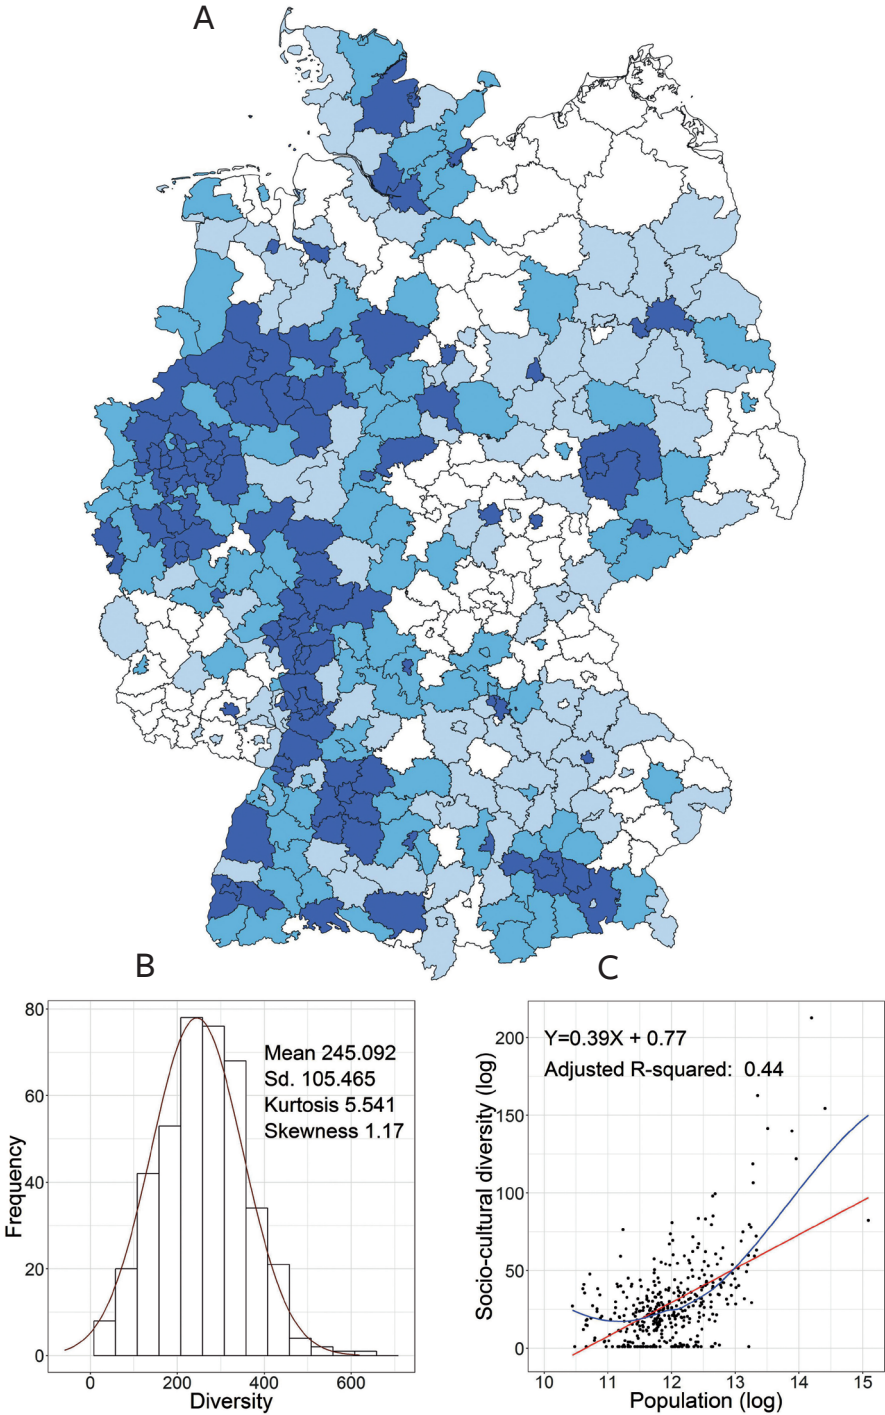 A
B
C
80
60
40
20
0
Frequency
Mean 245.092
Sd. 105.465
Kurtosis 5.541
Skewness 1.17
0 200 400 600
Diversity
200
150
100
50
0
Socio-cultural diversity (log)
Y=0.39X + 0.77
Adjusted R-squared: 0.44
10 11 12 13 14 15
Population (log)